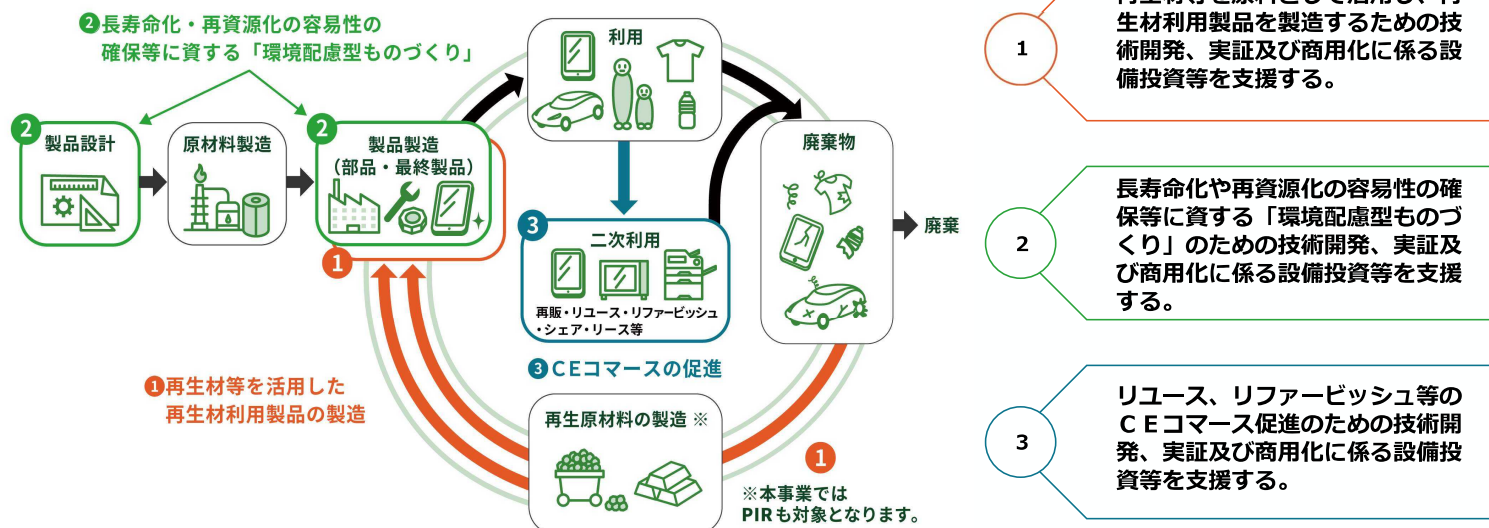 ❷長寿命化・再資源化の容易性の
確保等に資する「環境配慮型ものづくり」
2
製品設計
原材料製造
2
製品製造
(部品・最終製品)
1
利用
3
二次利用
再販・リユース・リファービッシュ
・シェア・リース等
❸CEコマースの促進
廃棄物
廃棄
❶再生材等を活用した
再生材利用製品の製造
再生原材料の製造 ※
1
※本事業では
PIRも対象となります。
1
生材利用製品を製造するための技
術開発、実証及び商用化に係る設
備投資等を支援する。
2
長寿命化や再資源化の容易性の確
保等に資する「環境配慮型ものづ
くり」のための技術開発、実証及
び商用化に係る設備投資等を支援
する。
3
リユース、リファービッシュ等の
CEコマース促進のための技術開
発、実証及び商用化に係る設備投
資等を支援する。